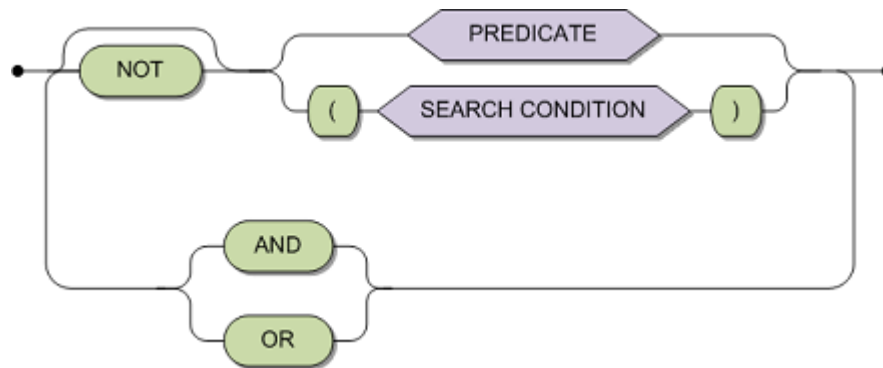 PREDICATE
NOT
( SEARCH CONDITION )
AND
OR